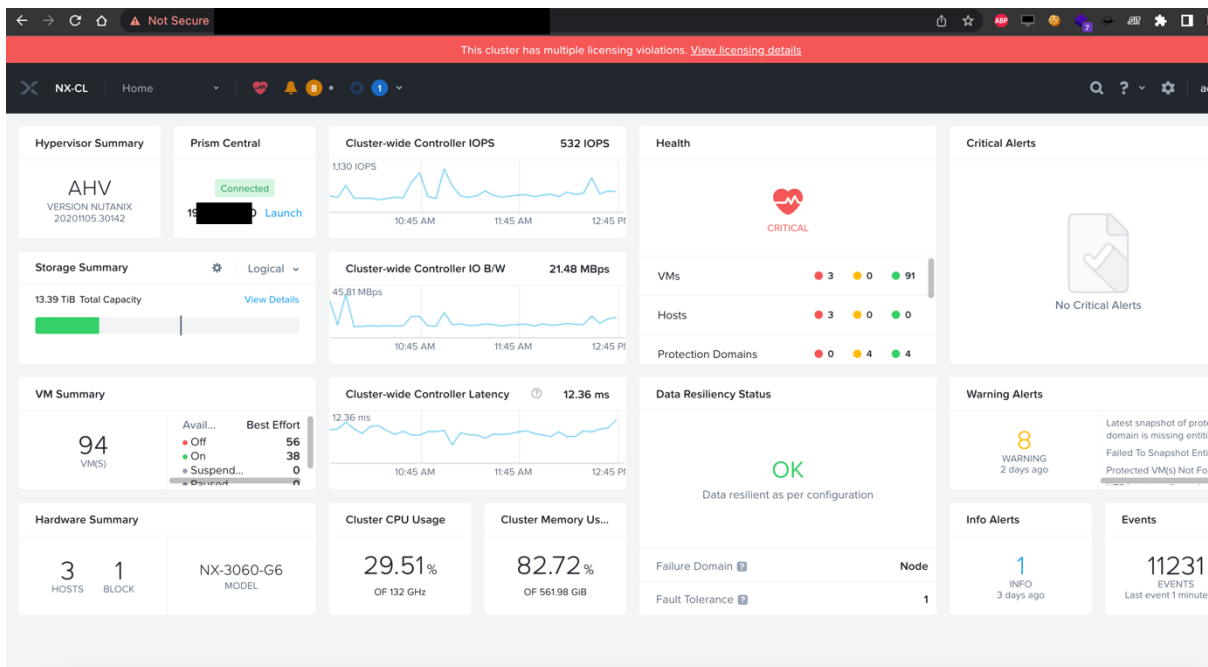 Not Secure
ABP
7
This cluster has multiple licensing violations. View licensing details
NX-CL Home 8 1 ?
Hypervisor Summary
AHV
VERSION NUTANIX
20201105.30142
Prism Central
Connected
Launch
Cluster-wide Controller IOPS 532 IOPS
1,130 IOPS
10:45 AM 11:45 AM 12:45
Health
CRITICAL
VMs 3 0 91
Hosts 3 0 0
Protection Domains 0 4 4
Critical Alerts
No Critical Alerts
Storage Summary Logical
13.39 TiB Total Capacity View Details
Cluster-wide Controller IO B/W 21.48 MBps
45.81 MBps
10:45 AM 11:45 AM 12:45
VM Summary
94
VM(S)
Avail... Best Effort
Off 56
On 38
Suspend... 0
Paused 0
Cluster-wide Controller Latency ? 12.36 ms
12.36 ms
10:45 AM 11:45 AM 12:45
Data Resiliency Status
OK
Data resilient as per configuration
Failure Domain ? Node
Fault Tolerance ? 1
Warning Alerts
8
WARNING
2 days ago
Latest snapshot of prote
domain is missing entiti
Failed To Snapshot Enti
Protected VM(s) Not Fo
Hardware Summary
3
HOSTS
1
BLOCK
NX-3060-G6
MODEL
Cluster CPU Usage
29.51%
OF 132 GHz
Cluster Memory Us...
82.72%
OF 561.98 GiB
Info Alerts
1
INFO
3 days ago
Events
11231
EVENTS
Last event 1 minute